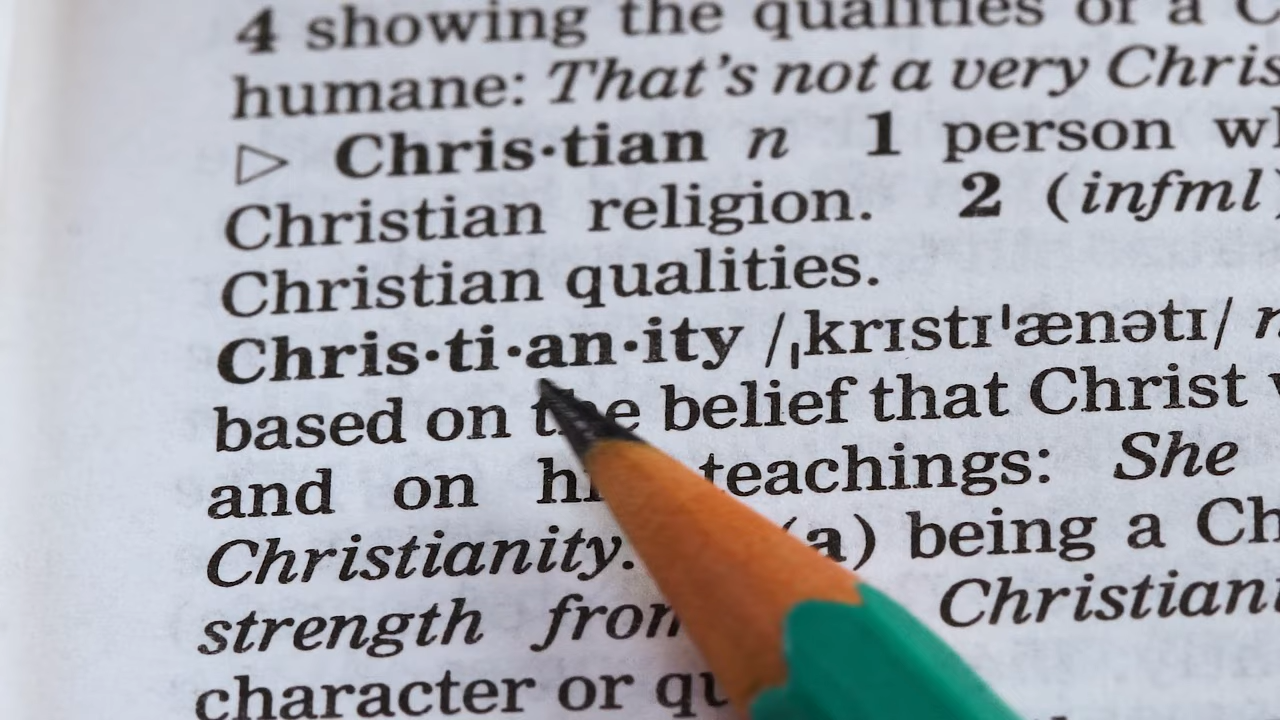 4 showing the qualities of a C
humane: That's not a very Chris
▷ Chris·tian n 1 person wh
Christian religion. 2 (infml)
Christian qualities.
Chris·ti·an·ity /ˌkrɪstɪˈænətɪ/ n
based on the belief that Christ
and on teachings: She
Christianity. (a) being a Ch
strength from Christiani
character or qu